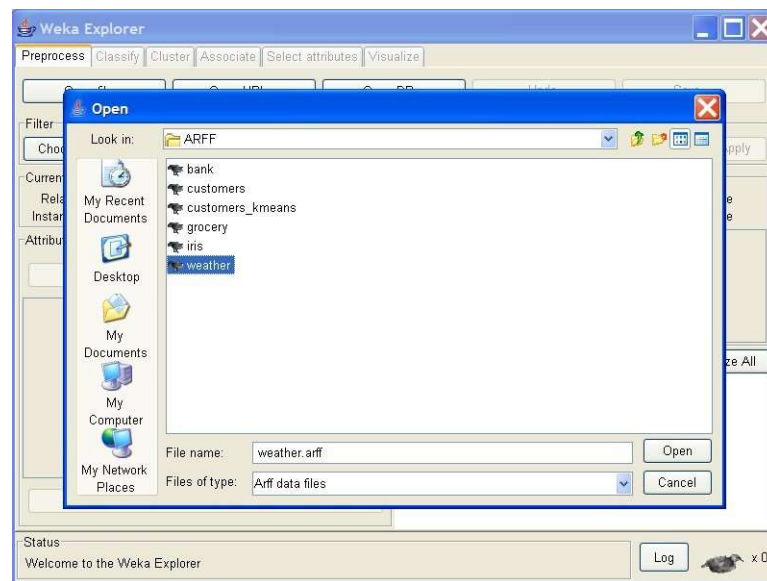 Weka Explorer
Preprocess Classify Cluster Associate Select attributes Visualize
Open
Filter
Look in: ARFF
Apply
bank
customers
customers_kmeans
grocery
iris
weather
My Recent
Documents
Desktop
My
Documents
My
Computer
My Network
Places
File name: weather.arff Open
Files of type: Arff data files Cancel
Status
Welcome to the Weka Explorer
Log x 0